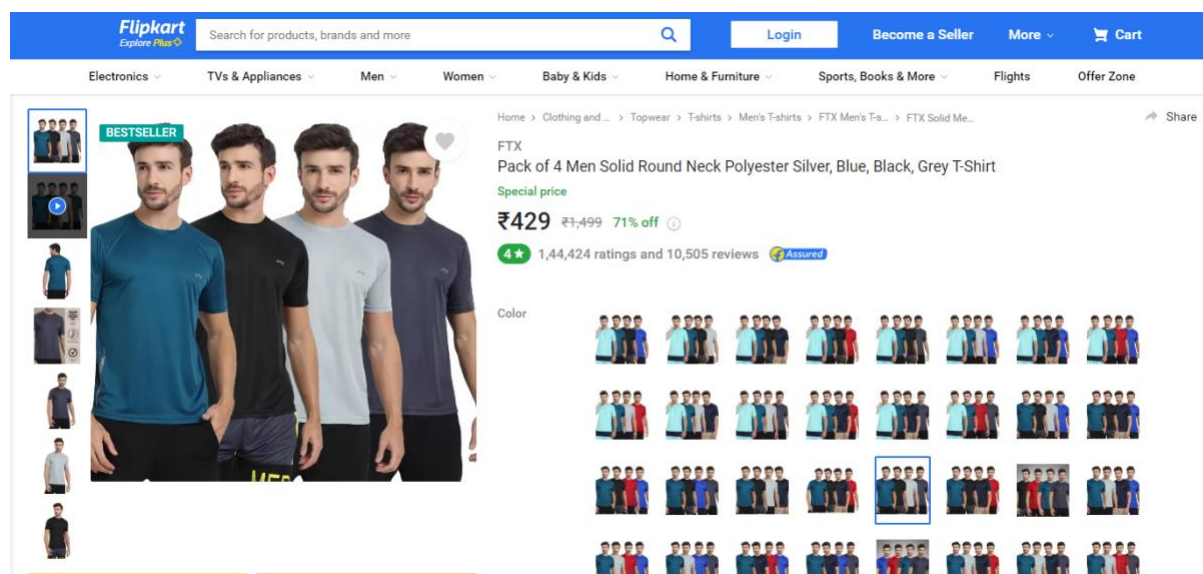 Flipkart
Explore Plus
Search for products, brands and more
Login
Become a Seller
More
Cart
Electronics
TVs & Appliances
Men
Women
Baby & Kids
Home & Furniture
Sports, Books & More
Flights
Offer Zone
BESTSELLER
Home > Clothing and ... > Topwear > T-shirts > Men's T-shirts > FTX Men's T-s... > FTX Solid Me...
Share
FTX
Pack of 4 Men Solid Round Neck Polyester Silver, Blue, Black, Grey T-Shirt
Special price
₹429 ₹1,499 71% off
4★ 1,44,424 ratings and 10,505 reviews Assured
Color